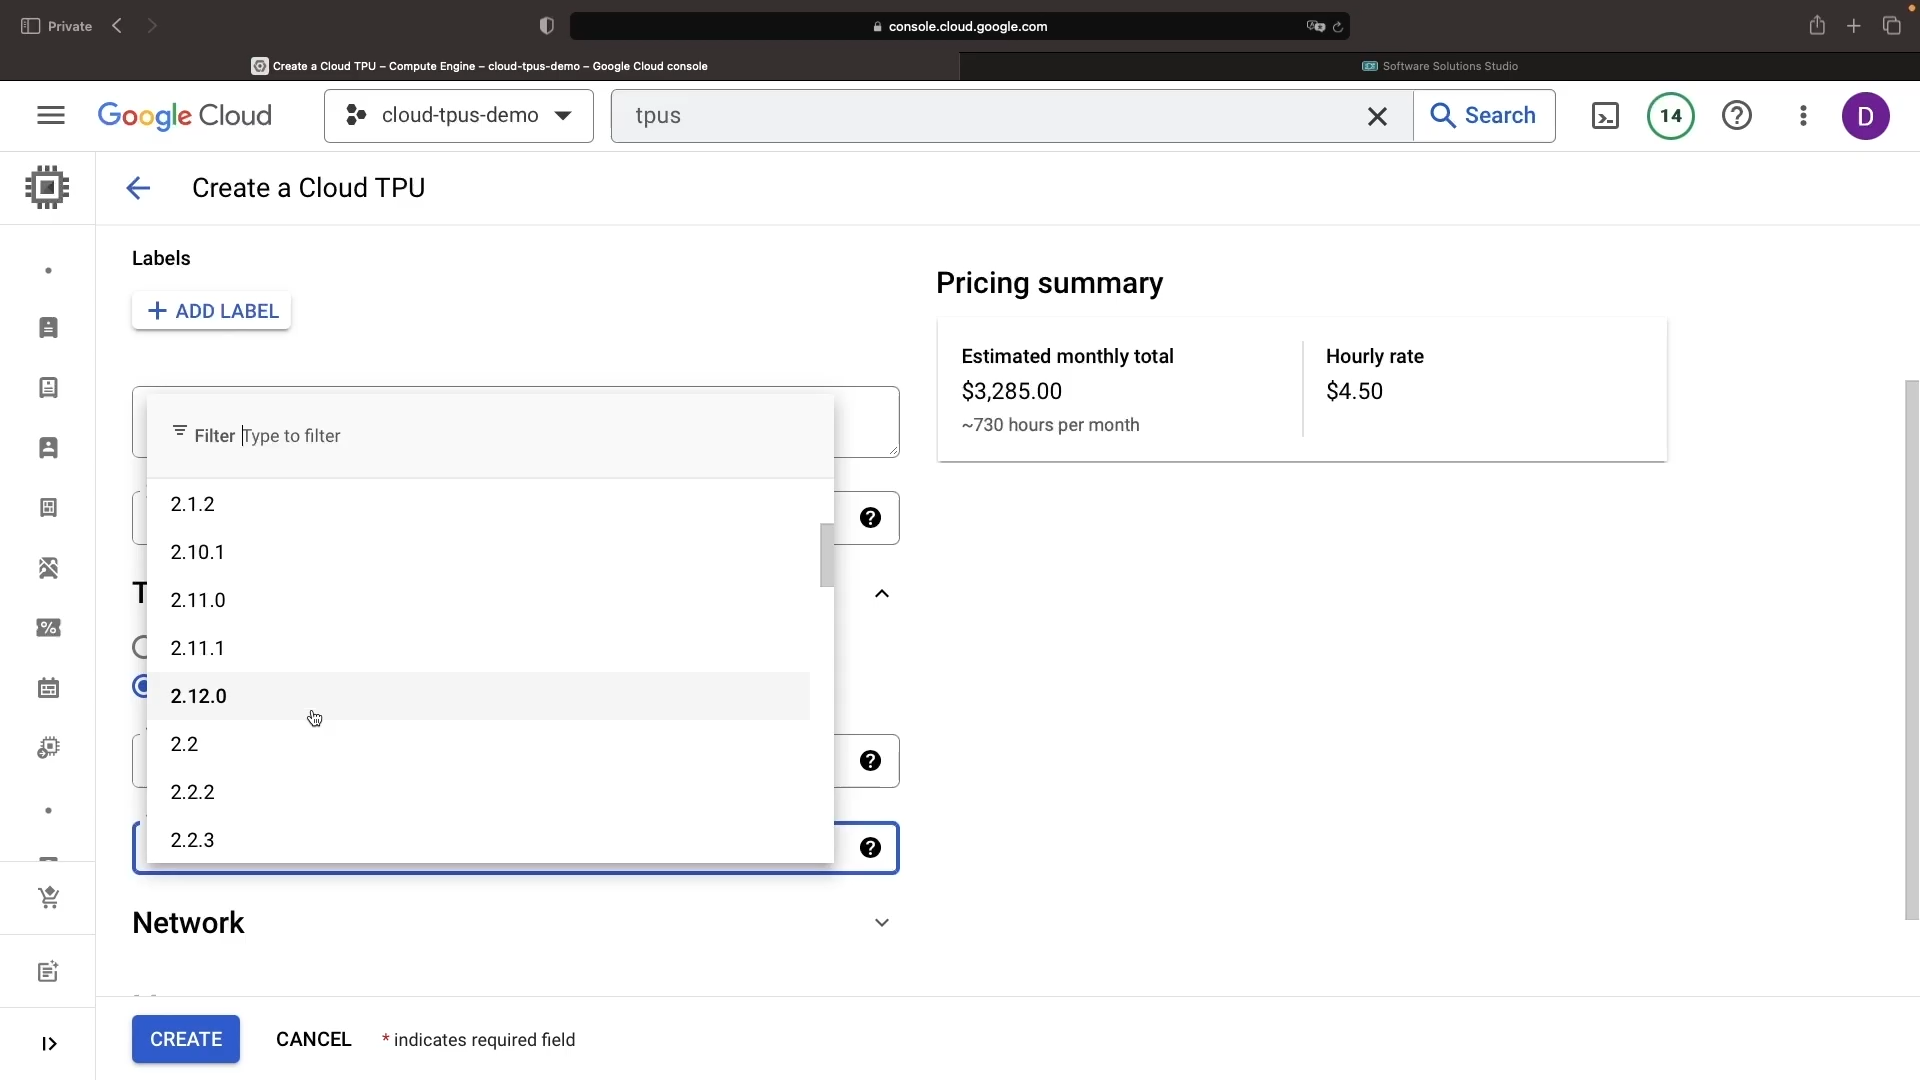 Private
console.cloud.google.com
Create a Cloud TPU – Compute Engine – cloud-tpus-demo – Google Cloud console
Software Solutions Studio
Google Cloud
cloud-tpus-demo
tpus
Search
14
D
Create a Cloud TPU
Labels
+ ADD LABEL
Filter Type to filter
2.1.2
2.10.1
2.11.0
2.11.1
2.12.0
2.2
2.2.2
2.2.3
T
Network
Pricing summary
Estimated monthly total
$3,285.00
~730 hours per month
Hourly rate
$4.50
CREATE
CANCEL
* indicates required field